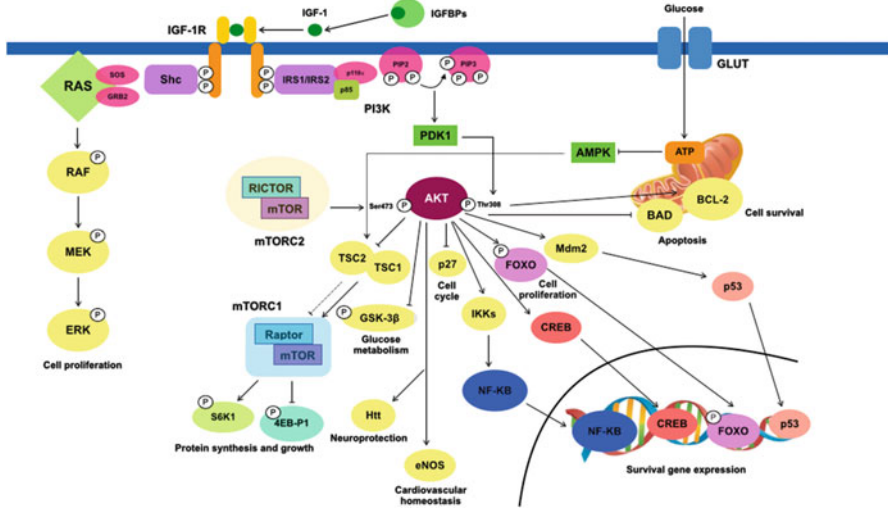 IGF-1
IGFBPs
IGF-1R
Glucose
GLUT
RAS
SOS
GRB2
Shc
P
P
P
P
IRS1/IRS2
p110α
p85
PI3K
PIP2
P
P
P
PIP3
P
P
PDK1
AMPK
ATP
RAF
P
MEK
P
ERK
P
Cell proliferation
RICTOR
mTOR
mTORC2
Ser473
P
AKT
P
Thr308
BCL-2
BAD
Cell survival
Apoptosis
TSC2
TSC1
p27
Cell
cycle
P
FOXO
Cell
proliferation
Mdm2
p53
mTORC1
Raptor
mTOR
P
GSK-3β
Glucose
metabolism
IKKs
CREB
P
S6K1
P
4EB-P1
Protein synthesis and growth
Htt
Neuroprotection
NF-KB
eNOS
Cardiovascular
homeostasis
NF-KB
CREB
P
FOXO
p53
Survival gene expression